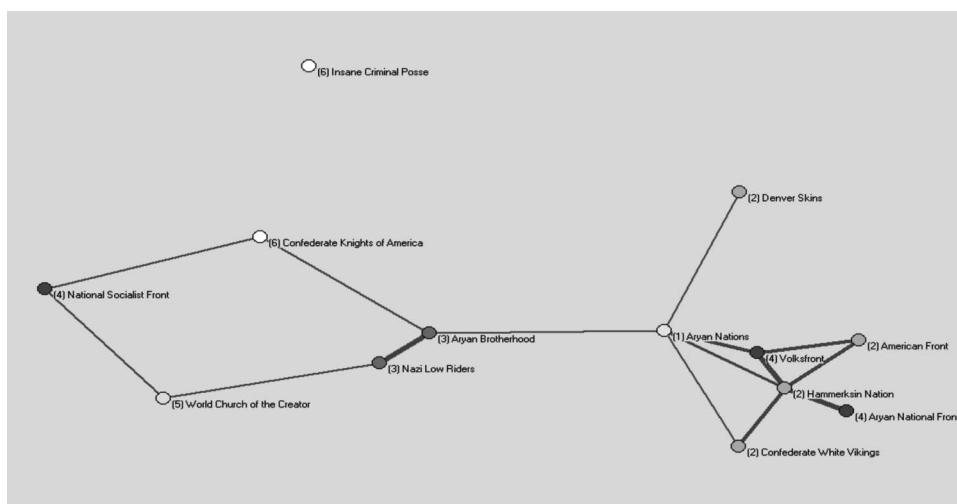 (6) Insane Criminal Posse
(2) Denver Skins
(6) Confederate Knights of America
(4) National Socialist Front
(3) Aryan Brotherhood
(1) Aryan Nations
(2) American Front
(4) Volksfront
(3) Nazi Low Riders
(2) Hammerksin Nation
(5) World Church of the Creator
(4) Aryan National Fron
(2) Confederate White Vikings